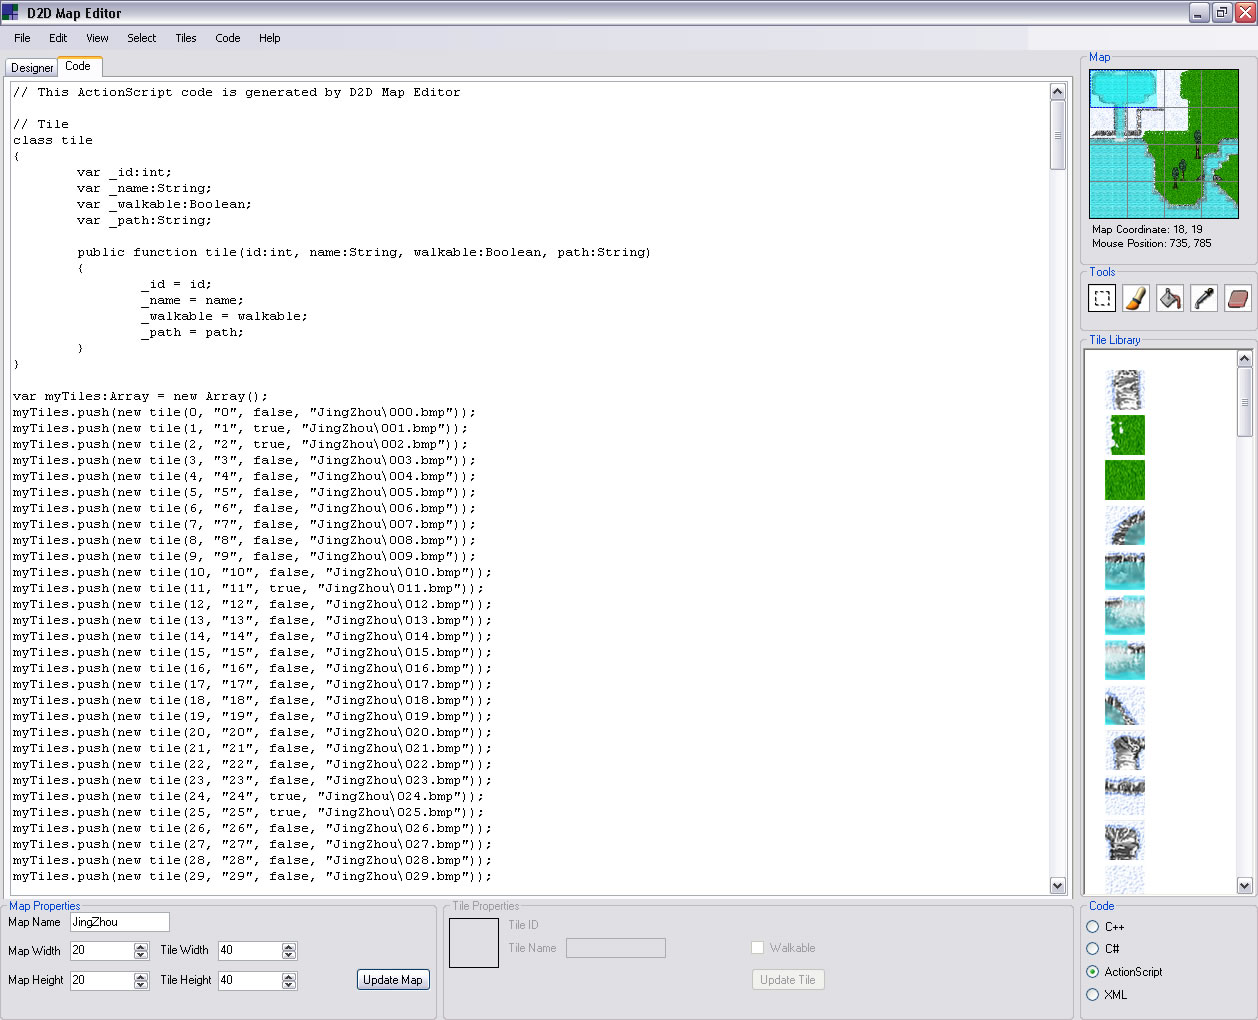 D2D Map Editor
File Edit View Select Tiles Code Help
Designer Code
// This ActionScript code is generated by D2D Map Editor
// Tile
class tile
{
var _id:int;
var _name:String;
var _walkable:Boolean;
var _path:String;
public function tile(id:int, name:String, walkable:Boolean, path:String)
{
_id = id;
_name = name;
_walkable = walkable;
_path = path;
}
}
var myTiles:Array = new Array();
myTiles.push(new tile(0, "0", false, "JingZhou\000.bmp"));
myTiles.push(new tile(1, "1", true, "JingZhou\001.bmp"));
myTiles.push(new tile(2, "2", true, "JingZhou\002.bmp"));
myTiles.push(new tile(3, "3", false, "JingZhou\003.bmp"));
myTiles.push(new tile(4, "4", false, "JingZhou\004.bmp"));
myTiles.push(new tile(5, "5", false, "JingZhou\005.bmp"));
myTiles.push(new tile(6, "6", false, "JingZhou\006.bmp"));
myTiles.push(new tile(7, "7", false, "JingZhou\007.bmp"));
myTiles.push(new tile(8, "8", false, "JingZhou\008.bmp"));
myTiles.push(new tile(9, "9", false, "JingZhou\009.bmp"));
myTiles.push(new tile(10, "10", false, "JingZhou\010.bmp"));
myTiles.push(new tile(11, "11", true, "JingZhou\011.bmp"));
myTiles.push(new tile(12, "12", false, "JingZhou\012.bmp"));
myTiles.push(new tile(13, "13", false, "JingZhou\013.bmp"));
myTiles.push(new tile(14, "14", false, "JingZhou\014.bmp"));
myTiles.push(new tile(15, "15", false, "JingZhou\015.bmp"));
myTiles.push(new tile(16, "16", false, "JingZhou\016.bmp"));
myTiles.push(new tile(17, "17", false, "JingZhou\017.bmp"));
myTiles.push(new tile(18, "18", false, "JingZhou\018.bmp"));
myTiles.push(new tile(19, "19", false, "JingZhou\019.bmp"));
myTiles.push(new tile(20, "20", false, "JingZhou\020.bmp"));
myTiles.push(new tile(21, "21", false, "JingZhou\021.bmp"));
myTiles.push(new tile(22, "22", false, "JingZhou\022.bmp"));
myTiles.push(new tile(23, "23", false, "JingZhou\023.bmp"));
myTiles.push(new tile(24, "24", true, "JingZhou\024.bmp"));
myTiles.push(new tile(25, "25", true, "JingZhou\025.bmp"));
myTiles.push(new tile(26, "26", false, "JingZhou\026.bmp"));
myTiles.push(new tile(27, "27", false, "JingZhou\027.bmp"));
myTiles.push(new tile(28, "28", false, "JingZhou\028.bmp"));
myTiles.push(new tile(29, "29", false, "JingZhou\029.bmp"));
Map
Map Coordinate: 18, 19
Mouse Position: 735, 785
Tools
Tile Library
Map Properties
Map Name JingZhou
Map Width 20 Tile Width 40
Map Height 20 Tile Height 40 Update Map
Tile Properties
Tile ID
Tile Name Walkable
Update Tile
Code
C++
C#
ActionScript
XML